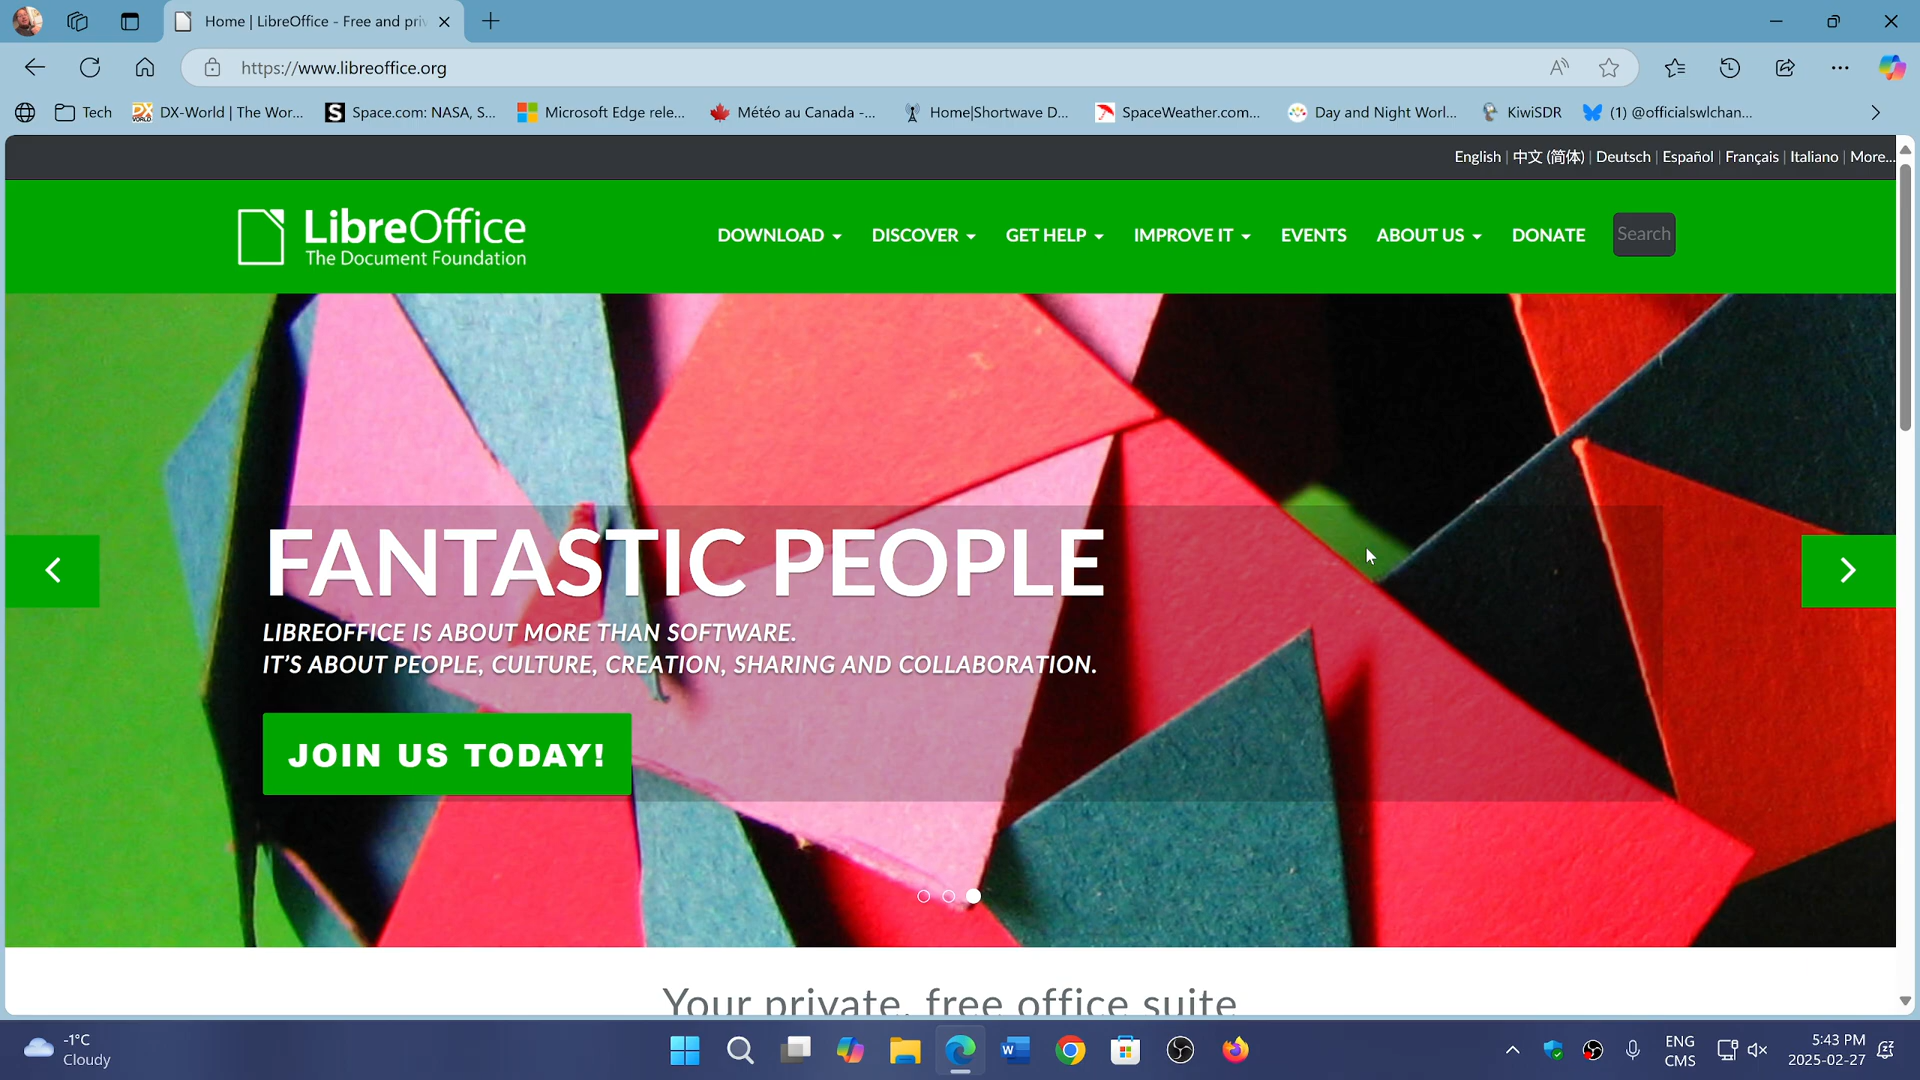 Home | LibreOffice - Free and priv
https://www.libreoffice.org
Tech
DX-World | The Wor...
Space.com: NASA, S...
Microsoft Edge rele...
Météo au Canada -...
Home|Shortwave D...
SpaceWeather.com...
Day and Night Worl...
KiwiSDR
(1) @officialswlchan...
English | 中文 (简体) | Deutsch | Español | Français | Italiano | More...
LibreOffice
The Document Foundation
DOWNLOAD
DISCOVER
GET HELP
IMPROVE IT
EVENTS
ABOUT US
DONATE
Search
FANTASTIC PEOPLE
LIBREOFFICE IS ABOUT MORE THAN SOFTWARE.
IT'S ABOUT PEOPLE, CULTURE, CREATION, SHARING AND COLLABORATION.
JOIN US TODAY!
Your private, free office suite
-1°C
Cloudy
ENG
CMS
5:43 PM
2025-02-27